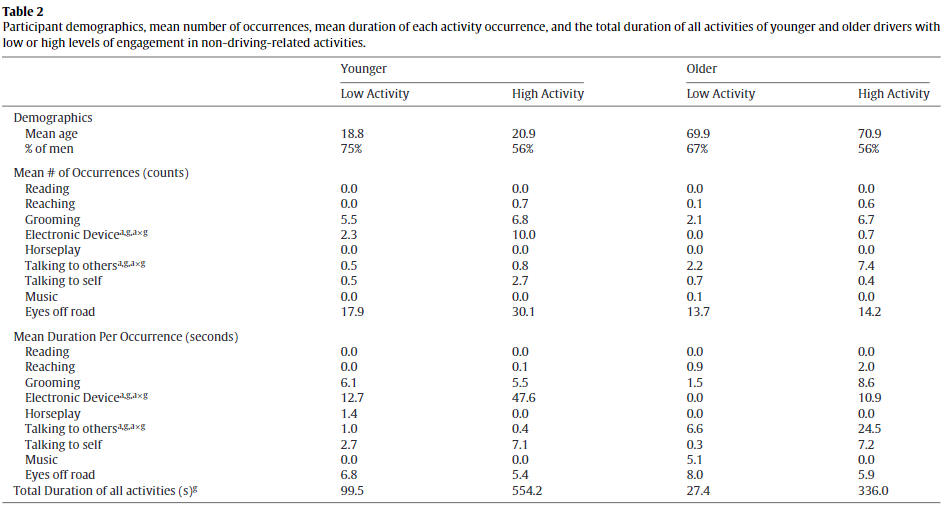 Table 2
Participant demographics, mean number of occurrences, mean duration of each activity occurrence, and the total duration of all activities of younger and older drivers with
low or high levels of engagement in non-driving-related activities.
Younger Older
Low Activity High Activity Low Activity High Activity
Demographics
Mean age 18.8 20.9 69.9 70.9
% of men 75% 56% 67% 56%
Mean # of Occurrences (counts)
Reading 0.0 0.0 0.0 0.0
Reaching 0.0 0.7 0.1 0.6
Grooming 5.5 6.8 2.1 6.7
Electronic Device^a,g,a×g 2.3 10.0 0.0 0.7
Horseplay 0.0 0.0 0.0 0.0
Talking to others^a,g,a×g 0.5 0.8 2.2 7.4
Talking to self 0.5 2.7 0.7 0.4
Music 0.0 0.0 0.1 0.0
Eyes off road 17.9 30.1 13.7 14.2
Mean Duration Per Occurrence (seconds)
Reading 0.0 0.0 0.0 0.0
Reaching 0.0 0.1 0.9 2.0
Grooming 6.1 5.5 1.5 8.6
Electronic Device^a,g,a×g 12.7 47.6 0.0 10.9
Horseplay 1.4 0.0 0.0 0.0
Talking to others^a,g,a×g 1.0 0.4 6.6 24.5
Talking to self 2.7 7.1 0.3 7.2
Music 0.0 0.0 5.1 0.0
Eyes off road 6.8 5.4 8.0 5.9
Total Duration of all activities (s)^g 99.5 554.2 27.4 336.0